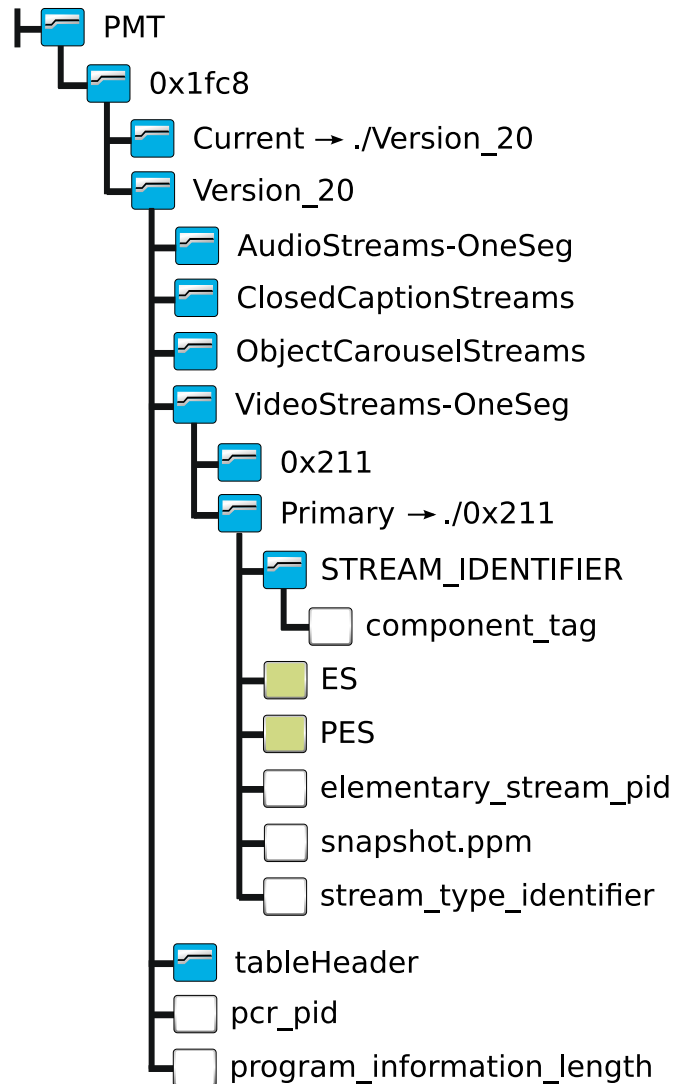 PMT
0x1fc8
Current → ./Version_20
Version_20
AudioStreams-OneSeg
ClosedCaptionStreams
ObjectCarouselStreams
VideoStreams-OneSeg
0x211
Primary → ./0x211
STREAM_IDENTIFIER
component_tag
ES
PES
elementary_stream_pid
snapshot.ppm
stream_type_identifier
tableHeader
pcr_pid
program_information_length